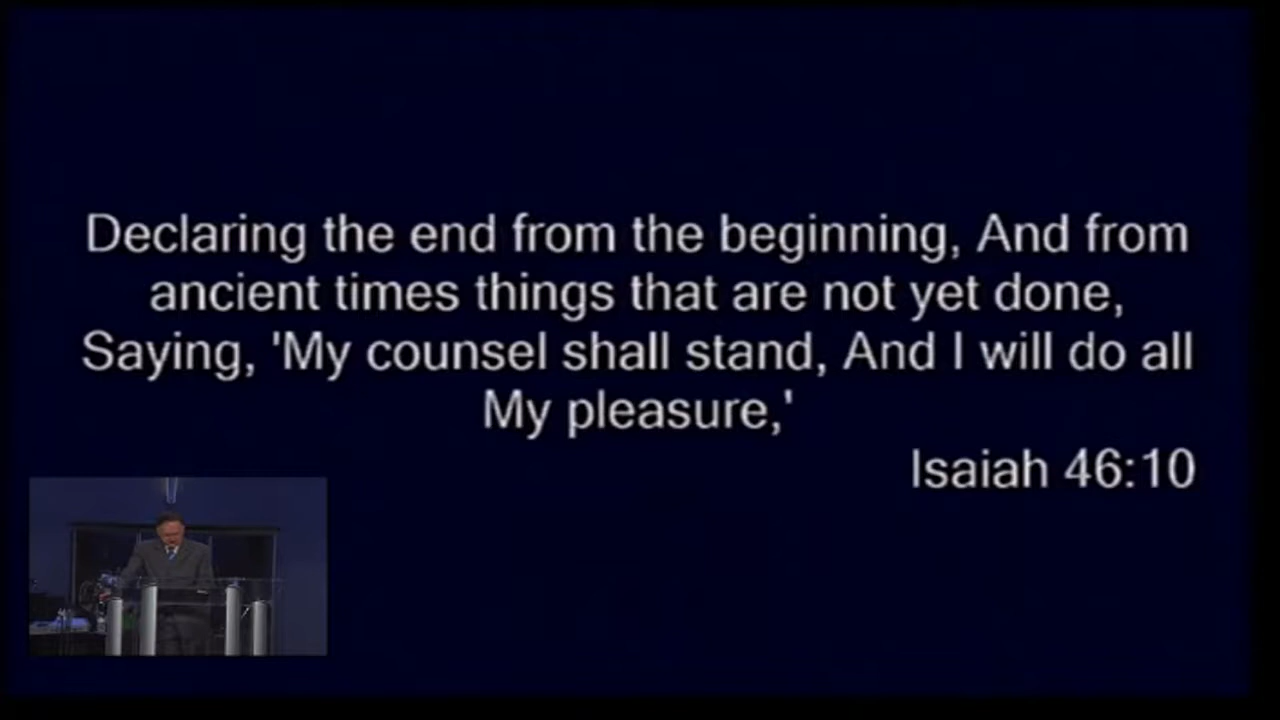 Declaring the end from the beginning, And from
ancient times things that are not yet done,
Saying, 'My counsel shall stand, And I will do all
My pleasure,'
Isaiah 46:10